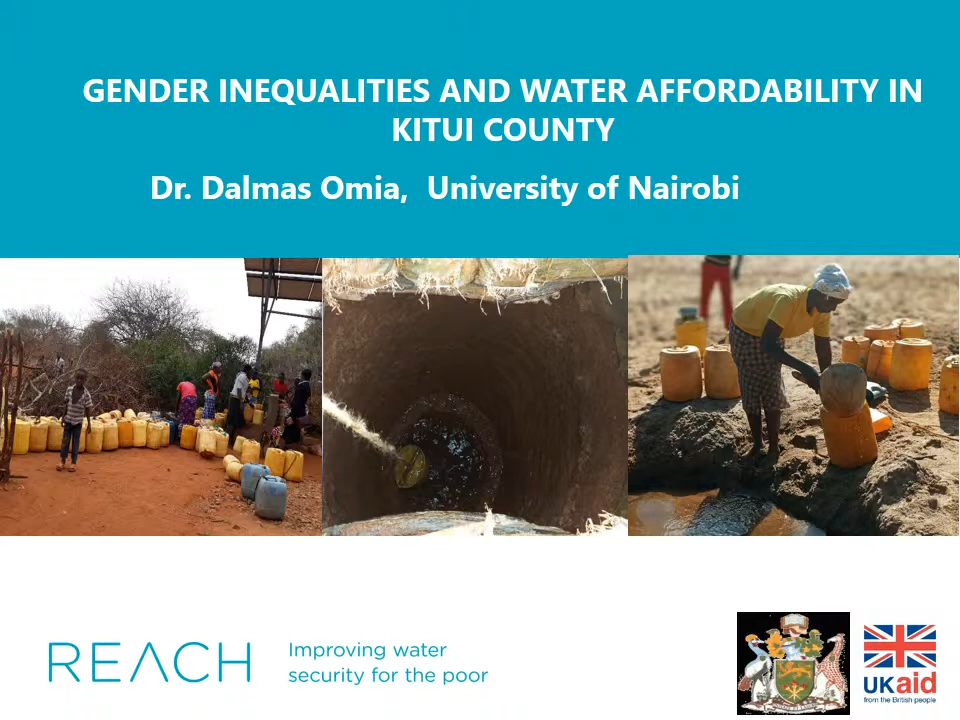 GENDER INEQUALITIES AND WATER AFFORDABILITY IN
KITUI COUNTY
Dr. Dalmas Omia,  University of Nairobi
REACH
Improving water
security for the poor
UKaid
from the British people